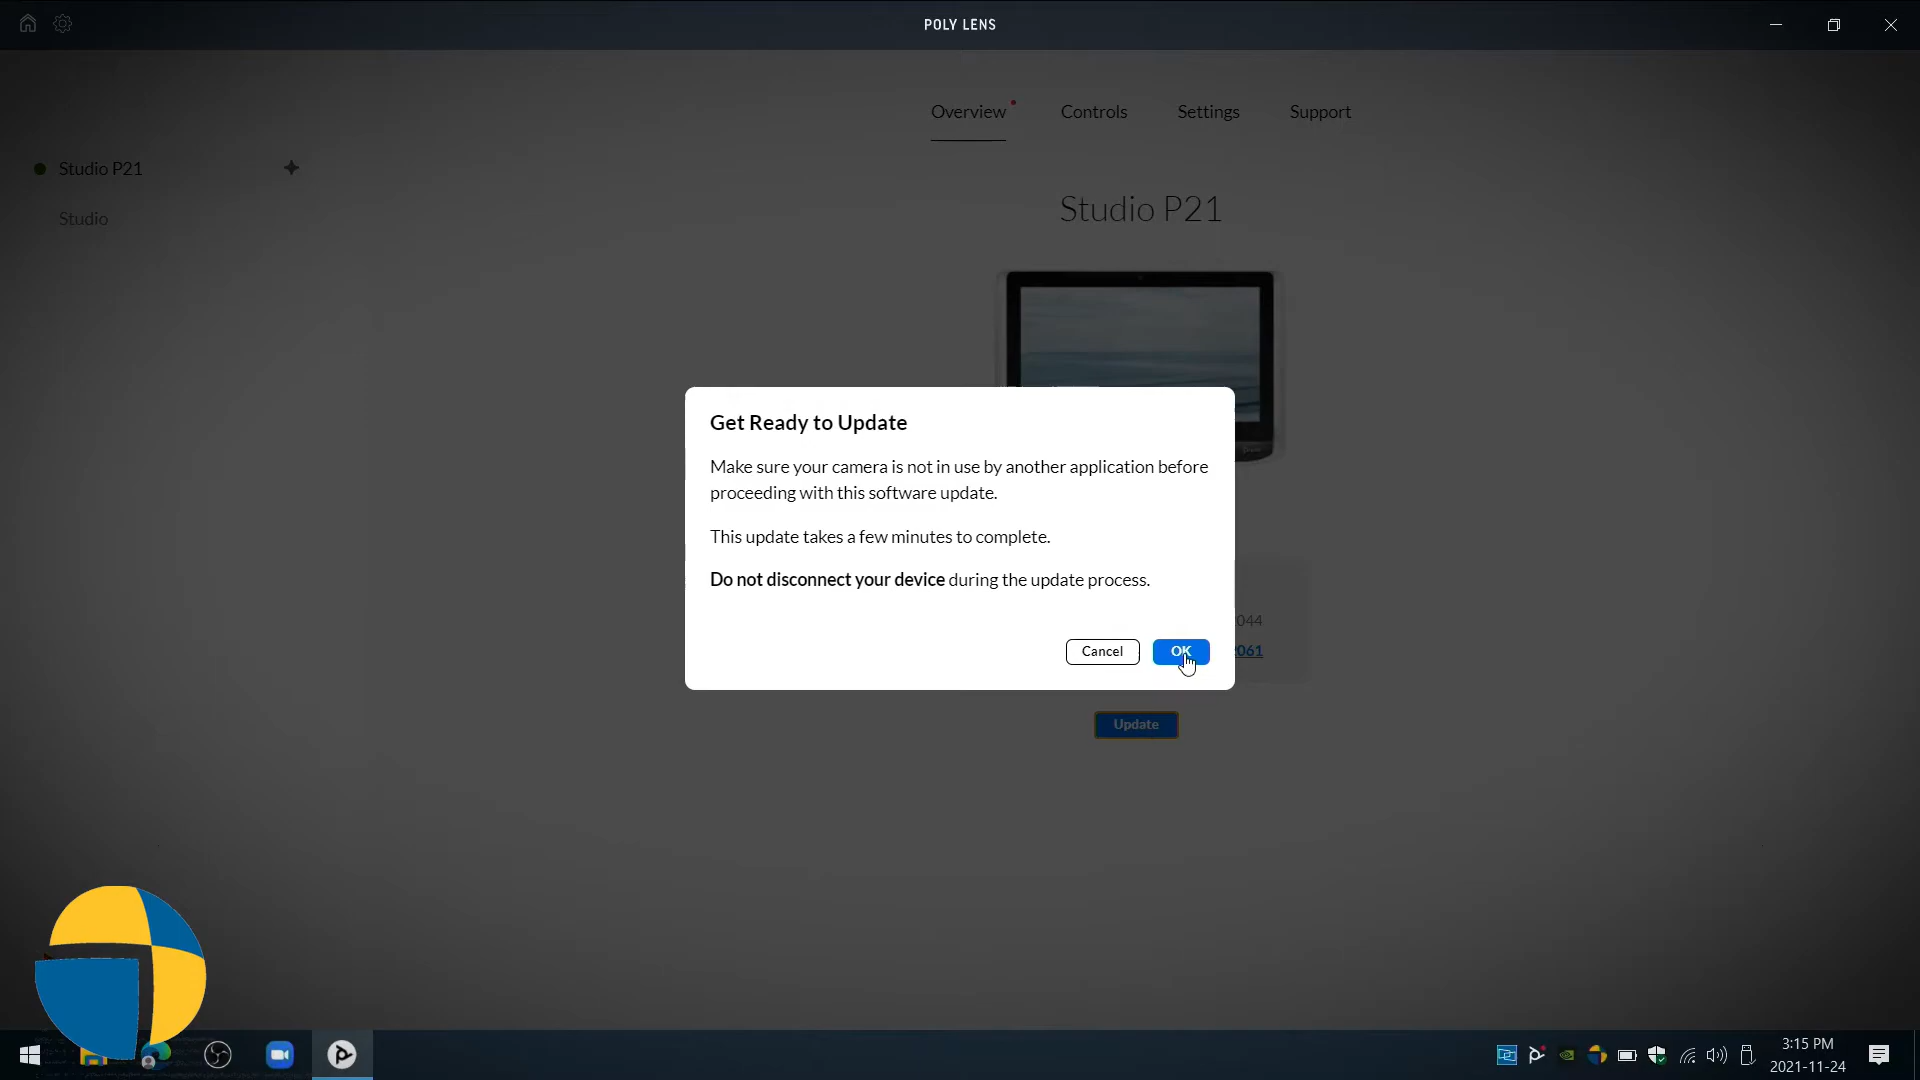 POLY LENS
Overview
Controls
Settings
Support
Studio P21
Studio
Studio P21
Get Ready to Update
Make sure your camera is not in use by another application before
proceeding with this software update.
This update takes a few minutes to complete.
Do not disconnect your device during the update process.
044
Cancel
OK
2061
Update
3:15 PM
2021-11-24